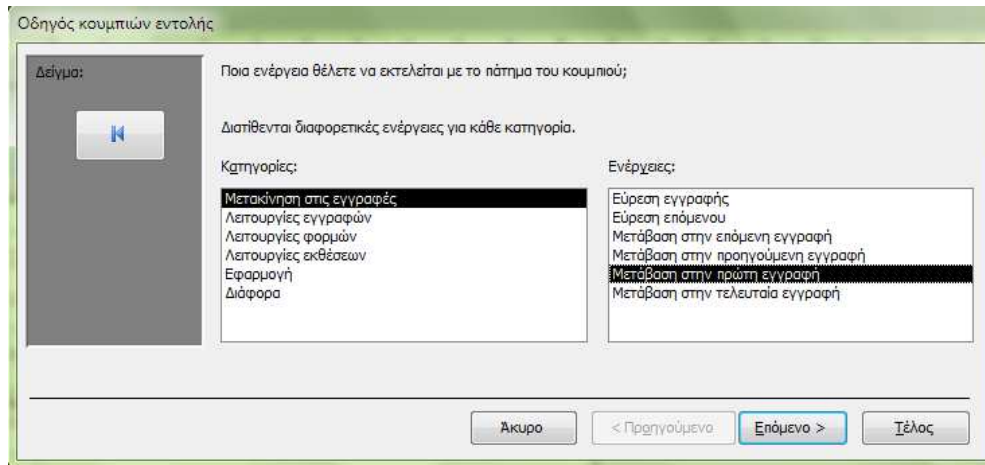 Οδηγός κουμπιών εντολής
Δείγμα:
Ποια ενέργεια θέλετε να εκτελείται με το πάτημα του κουμπιού;
Διατίθενται διαφορετικές ενέργειες για κάθε κατηγορία.
Κατηγορίες:
Μετακίνηση στις εγγραφές
Λειτουργίες εγγραφών
Λειτουργίες φορμών
Λειτουργίες εκθέσεων
Εφαρμογή
Διάφορα
Ενέργειες:
Εύρεση εγγραφής
Εύρεση επόμενου
Μετάβαση στην επόμενη εγγραφή
Μετάβαση στην προηγούμενη εγγραφή
Μετάβαση στην πρώτη εγγραφή
Μετάβαση στην τελευταία εγγραφή
Άκυρο
< Προηγούμενο
Επόμενο >
Τέλος